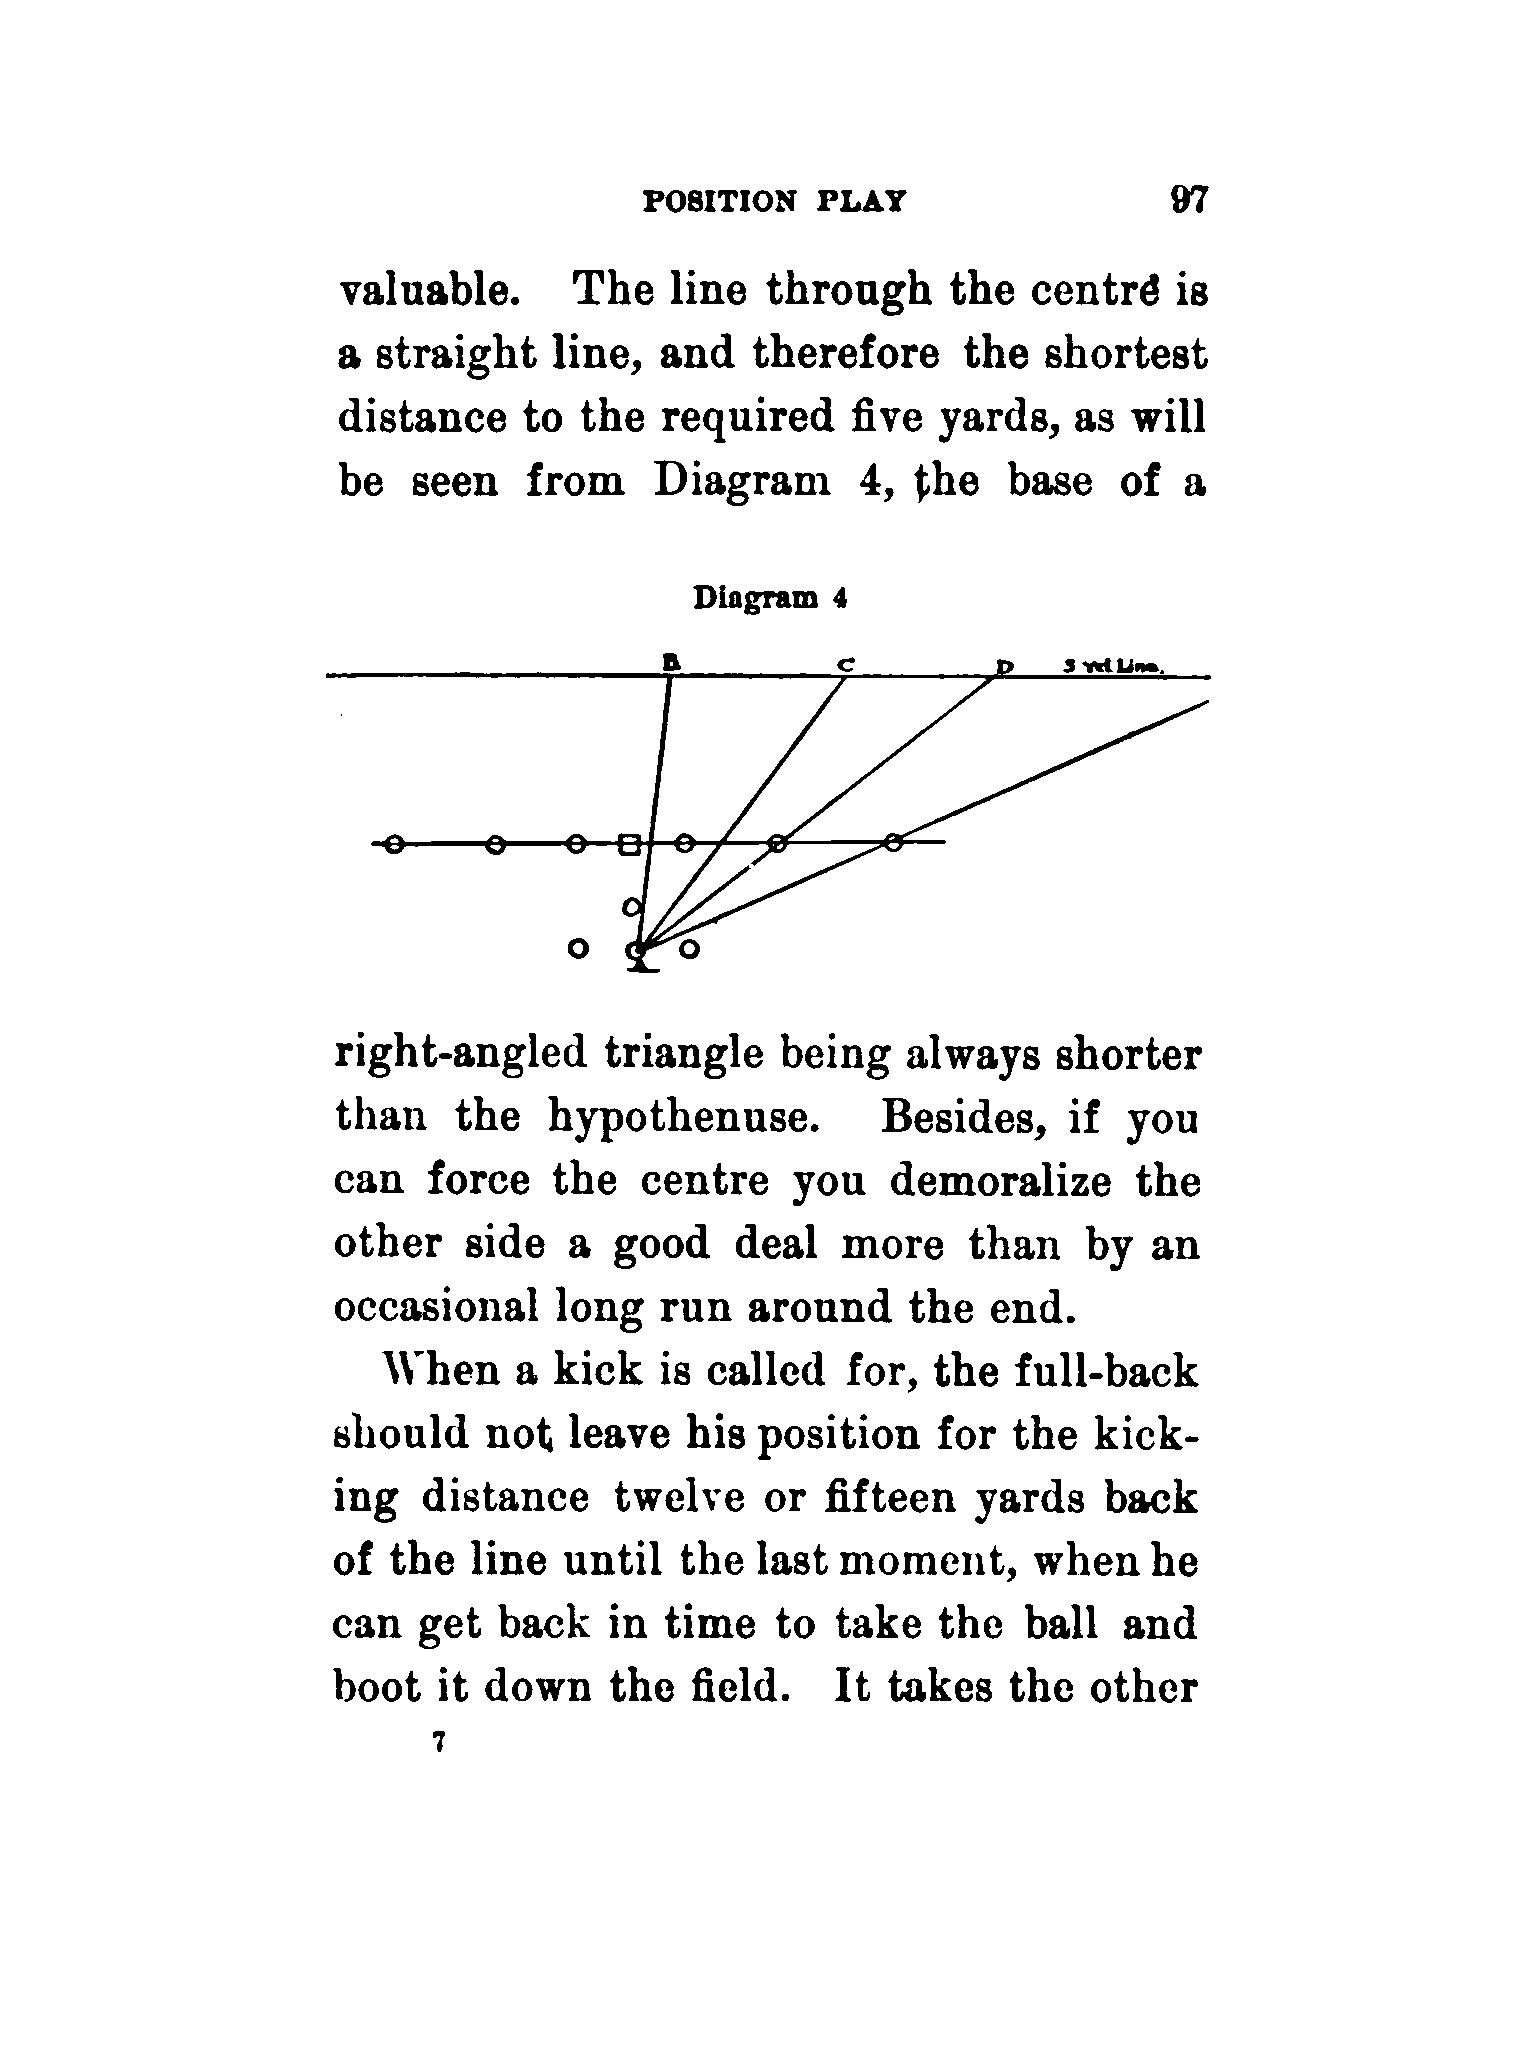 POSITION PLAY 97
valuable. The line through the centre is
a straight line, and therefore the shortest
distance to the required five yards, as will
be seen from Diagram 4, the base of a
Diagram 4
B C D 5 yd Line.
A
right-angled triangle being always shorter
than the hypothenuse. Besides, if you
can force the centre you demoralize the
other side a good deal more than by an
occasional long run around the end.
When a kick is called for, the full-back
should not leave his position for the kick-
ing distance twelve or fifteen yards back
of the line until the last moment, when he
can get back in time to take the ball and
boot it down the field. It takes the other
7